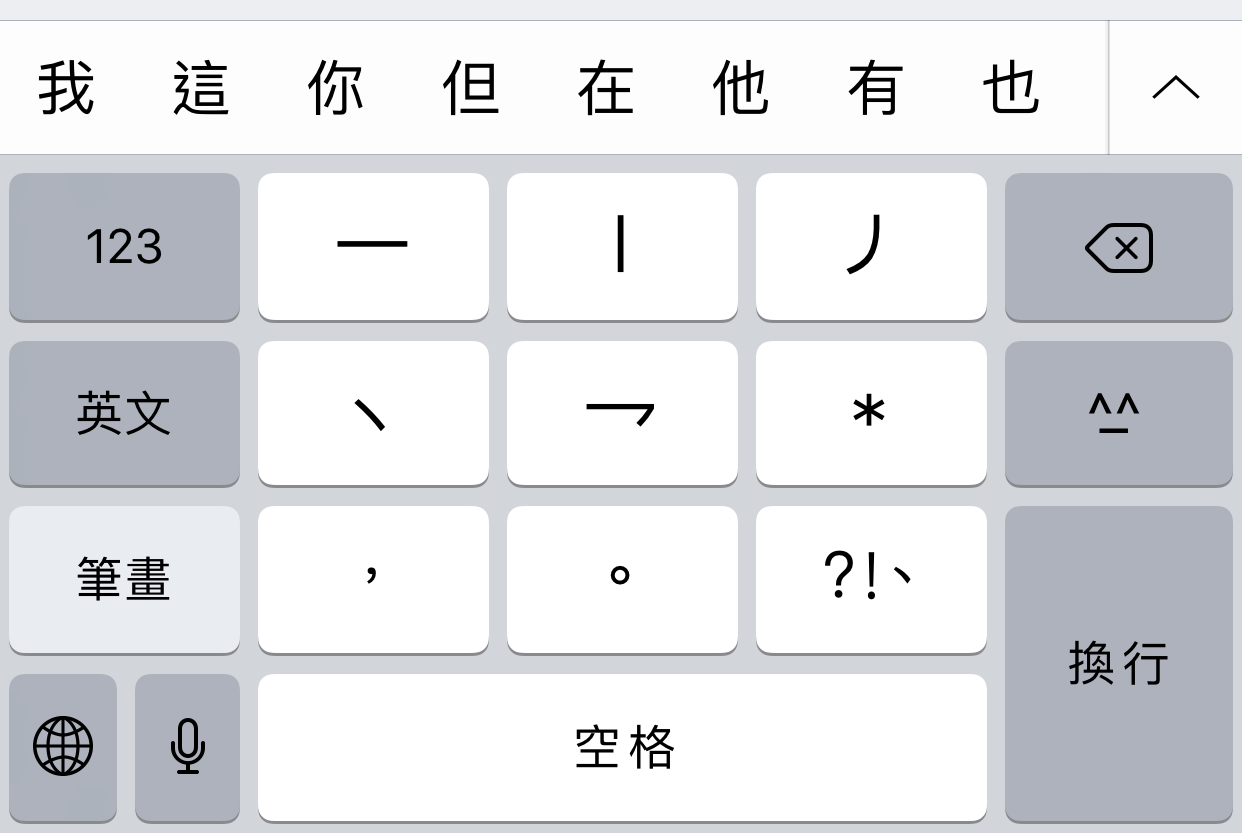 我 這 你 但 在 他 有 也
123 一 丨 丿
英文 丶 乛 * ^^
筆畫 ， 。 ?!、
換行
空格